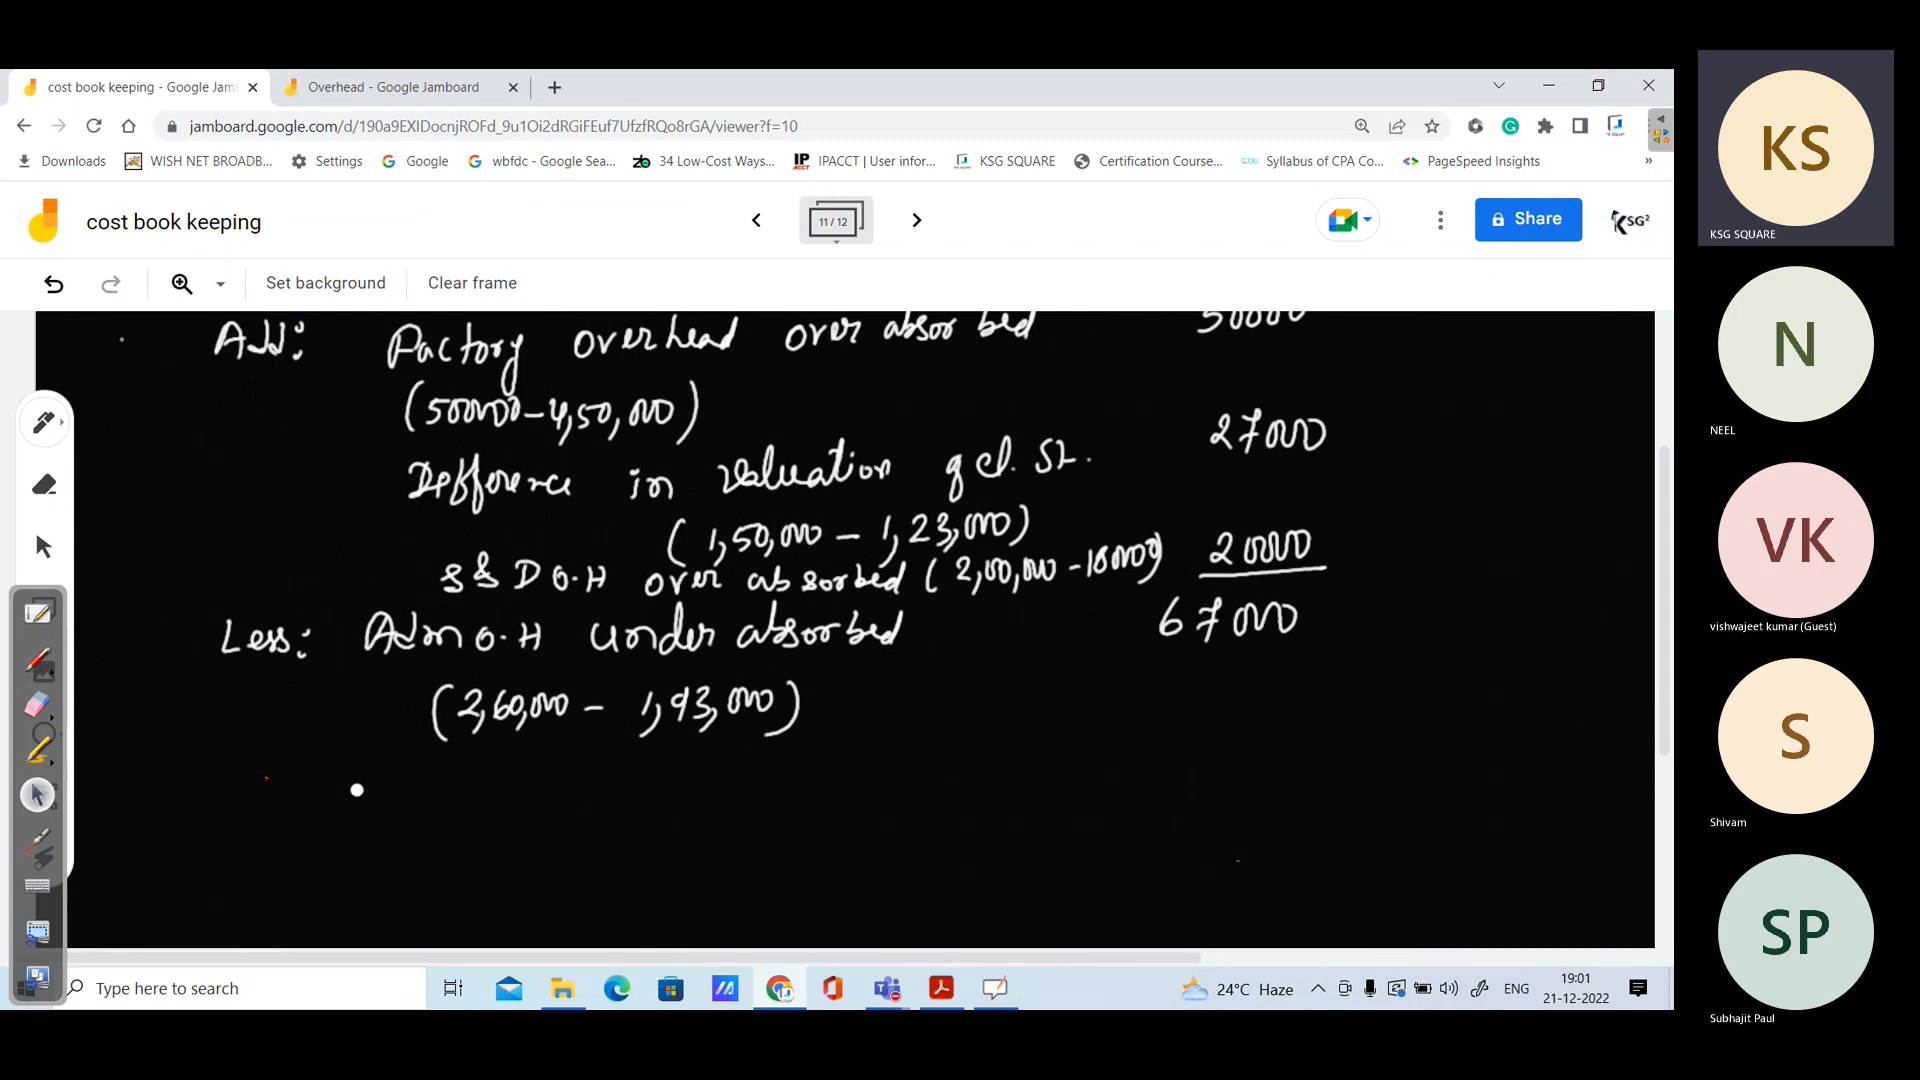 cost book keeping - Google Jam
Overhead - Google Jamboard
jamboard.google.com/d/190a9EXIDocnjROFd_9u1Oi2dRGiFEuf7UfzfRQo8rGA/viewer?f=10
Downloads WISH NET BROADB... Settings Google wbfdc - Google Sea... 34 Low-Cost Ways... IPACCT | User infor... KSG SQUARE Certification Course... Syllabus of CPA Co... PageSpeed Insights »
cost book keeping
11 / 12
Share
KSG²
Set background Clear frame
Add: Factory overhead over absorbed 50000
(500000 - 4,50,000)
Defference in valuation of cl. St. 27000
(1,50,000 - 1,23,000)
S & D O.H over absorbed (2,00,000 - 180000) 20000
Less: Adm O.H under absorbed 67000
(2,60,000 - 1,93,000)
Type here to search
24°C Haze
ENG
19:01
21-12-2022
KS
KSG SQUARE
N
NEEL
VK
vishwajeet kumar (Guest)
S
Shivam
SP
Subhajit Paul